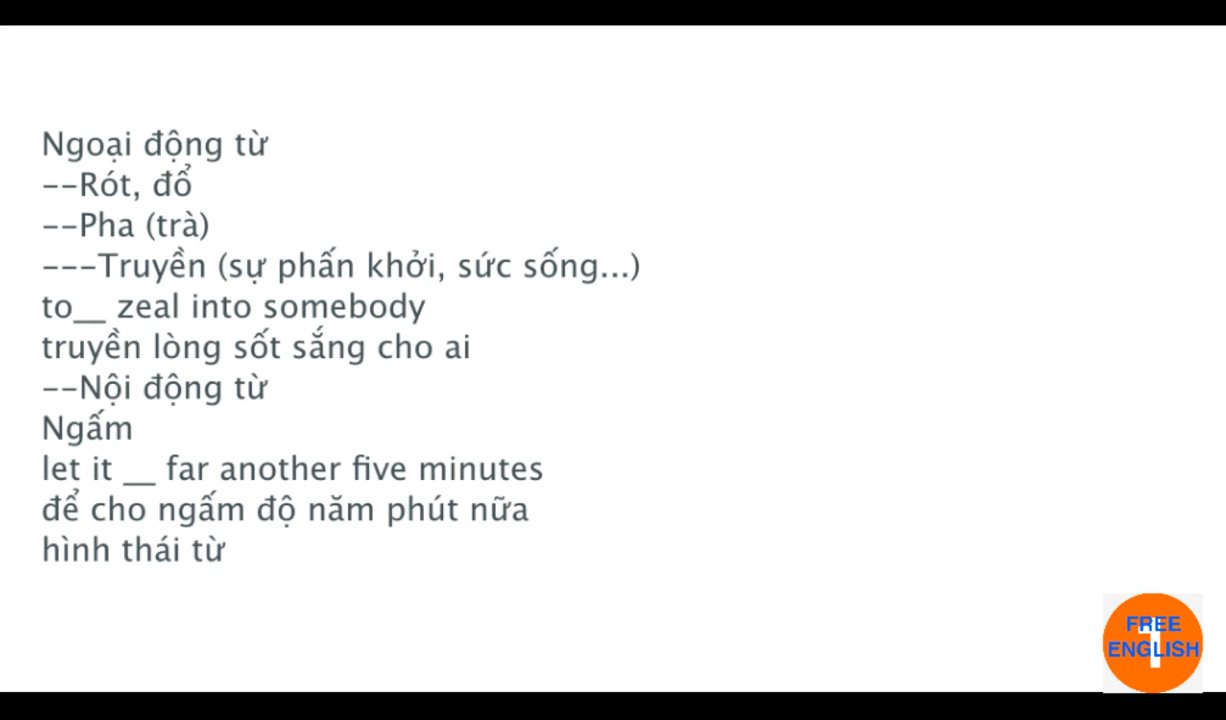 Ngoại động từ
--Rót, đổ
--Pha (trà)
---Truyền (sự phấn khởi, sức sống...)
to__ zeal into somebody
truyền lòng sốt sắng cho ai
--Nội động từ
Ngấm
let it __ far another five minutes
để cho ngấm độ năm phút nữa
hình thái từ
1
FREE
ENGLISH